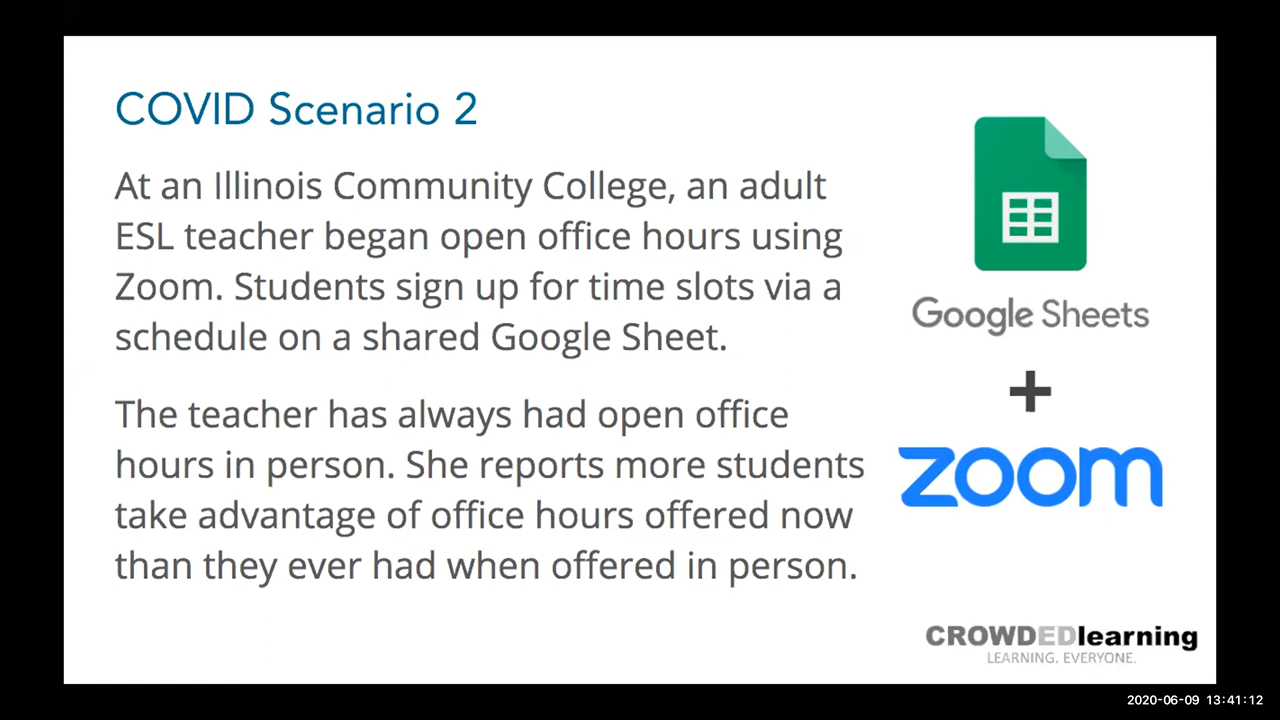 COVID Scenario 2
At an Illinois Community College, an adult
ESL teacher began open office hours using
Zoom. Students sign up for time slots via a
schedule on a shared Google Sheet.
The teacher has always had open office
hours in person. She reports more students
take advantage of office hours offered now
than they ever had when offered in person.
Google Sheets
+
zoom
CROWDEDlearning
LEARNING. EVERYONE.
2020-06-09 13:41:12